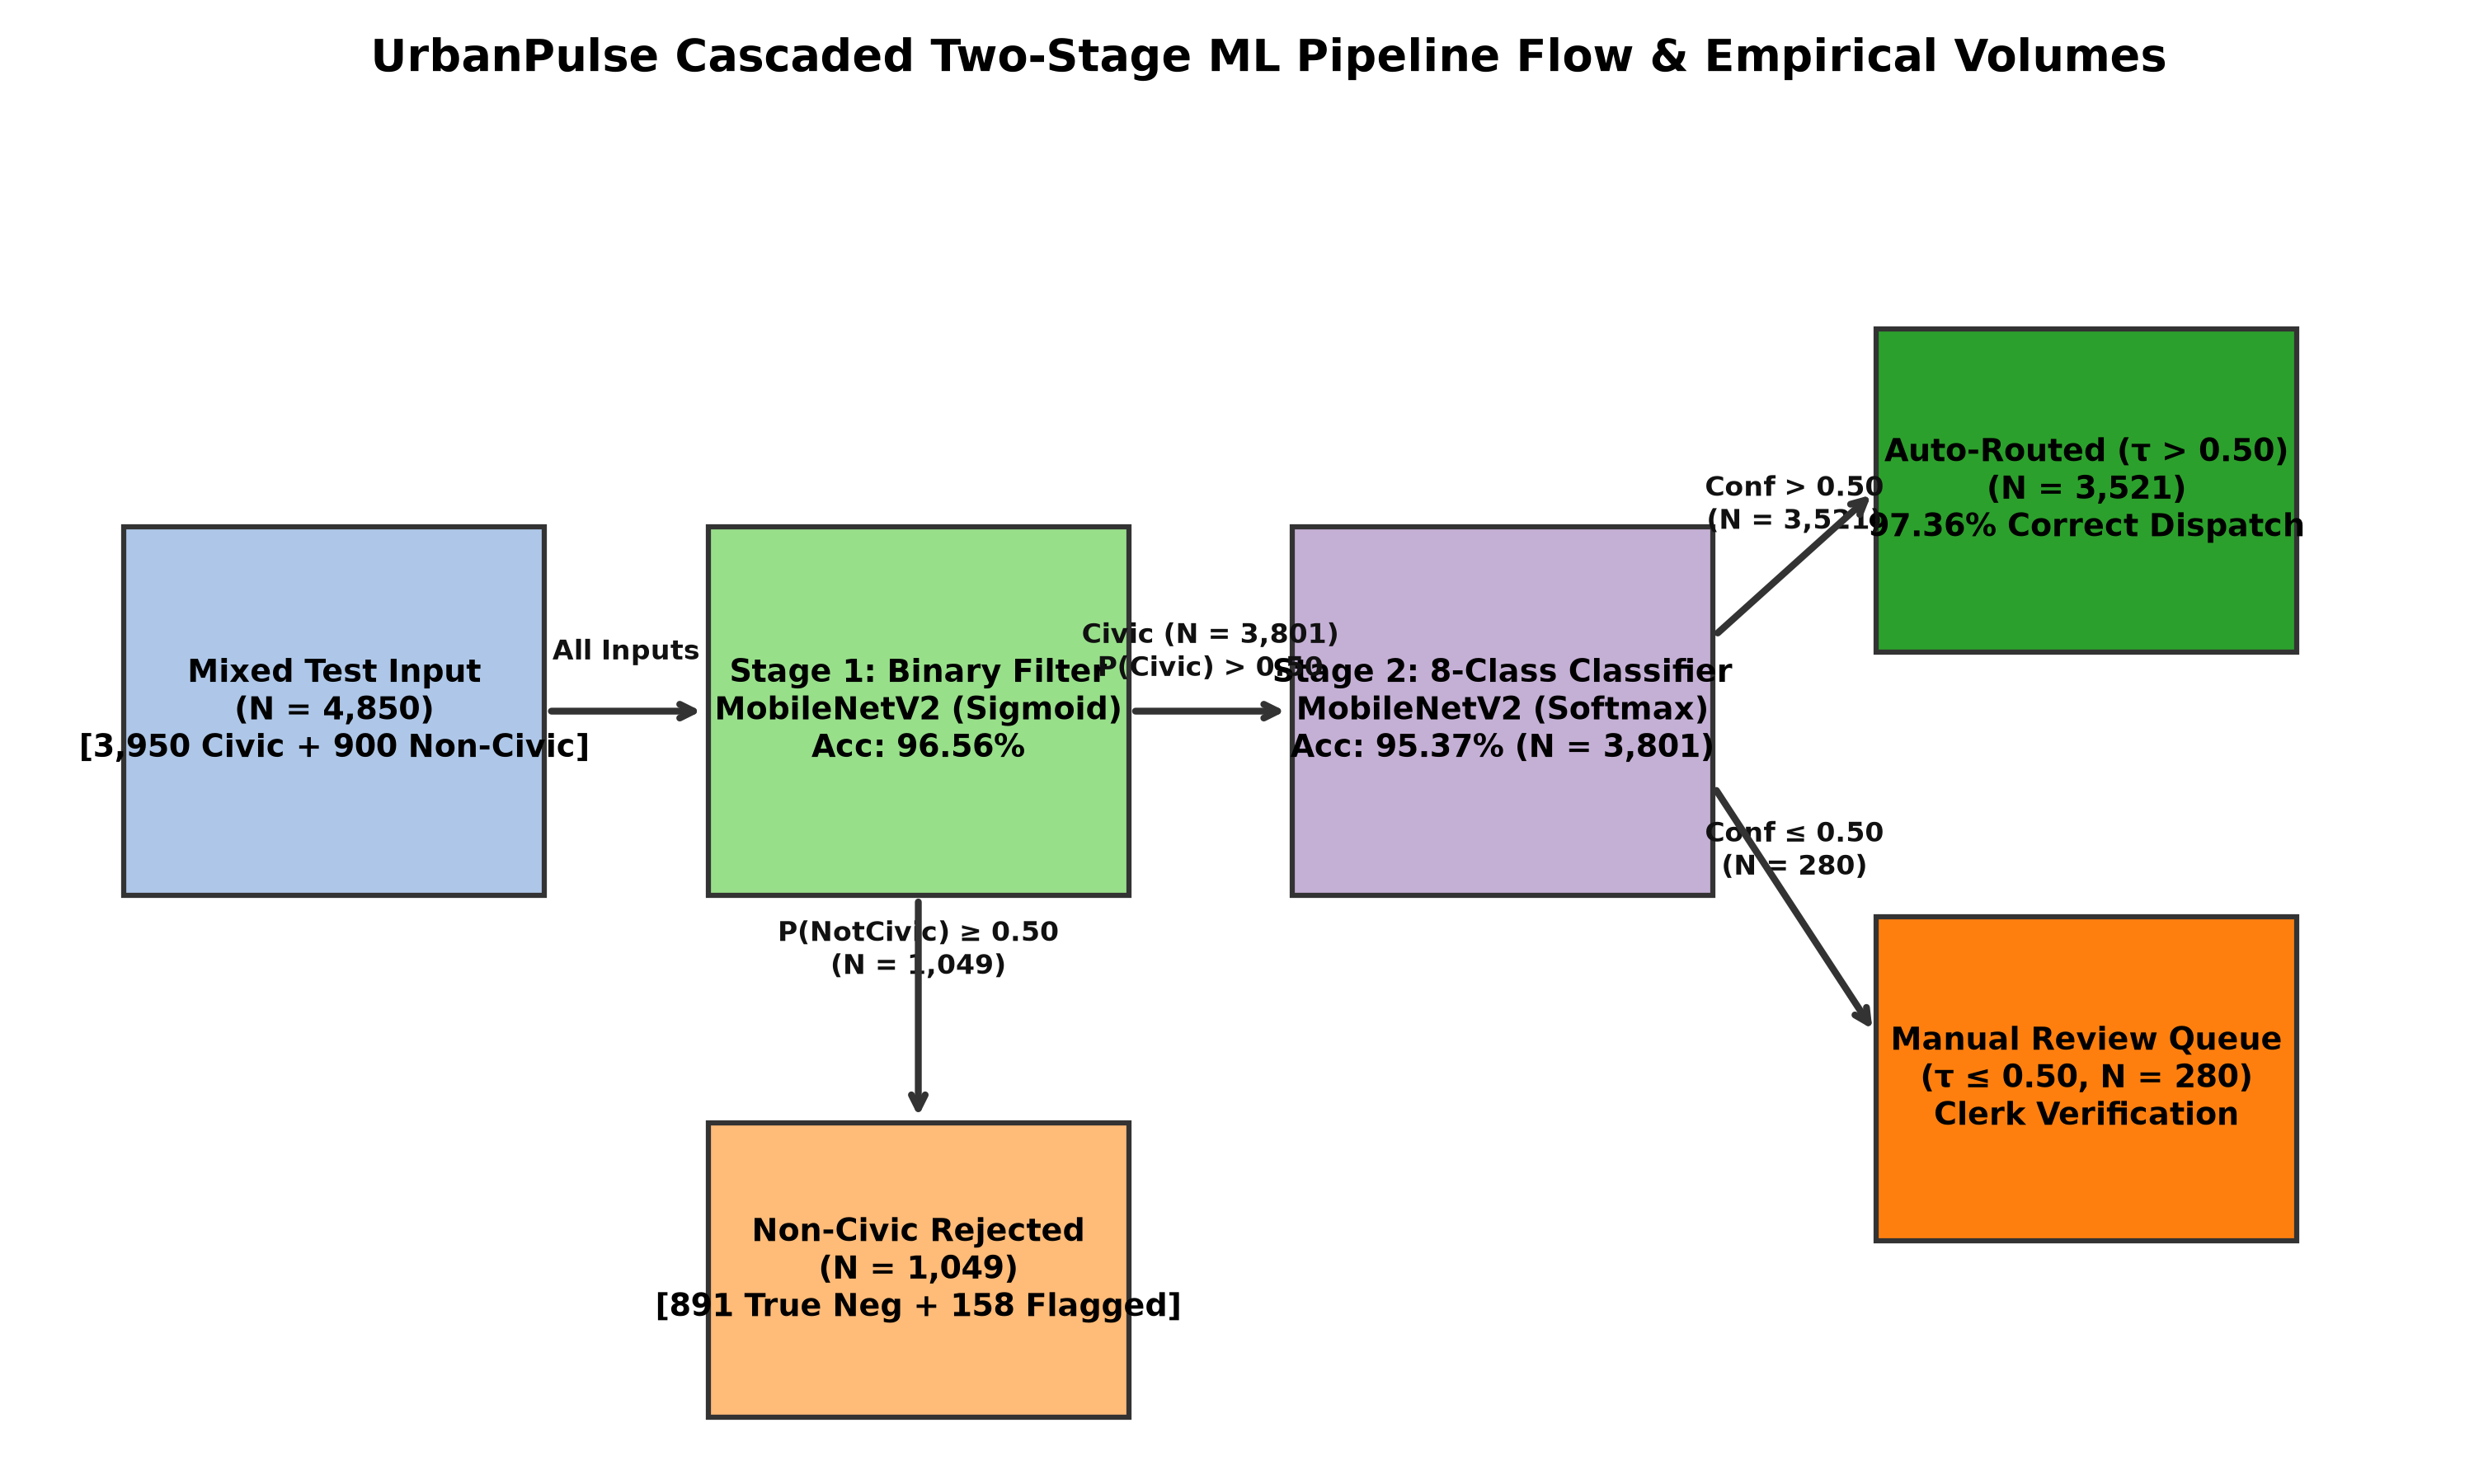 UrbanPulse Cascaded Two-Stage ML Pipeline Flow & Empirical Volumes
Mixed Test Input
(N = 4,850)
[3,950 Civic + 900 Non-Civic]
All Inputs
Stage 1: Binary Filter
MobileNetV2 (Sigmoid)
Acc: 96.56%
Civic (N = 3,801)
P(Civic) > 0.50
Stage 2: 8-Class Classifier
MobileNetV2 (Softmax)
Acc: 95.37% (N = 3,801)
Conf > 0.50
(N = 3,521)
Auto-Routed (τ > 0.50)
(N = 3,521)
97.36% Correct Dispatch
Conf ≤ 0.50
(N = 280)
Manual Review Queue
(τ ≤ 0.50, N = 280)
Clerk Verification
P(NotCivic) ≥ 0.50
(N = 1,049)
Non-Civic Rejected
(N = 1,049)
[891 True Neg + 158 Flagged]